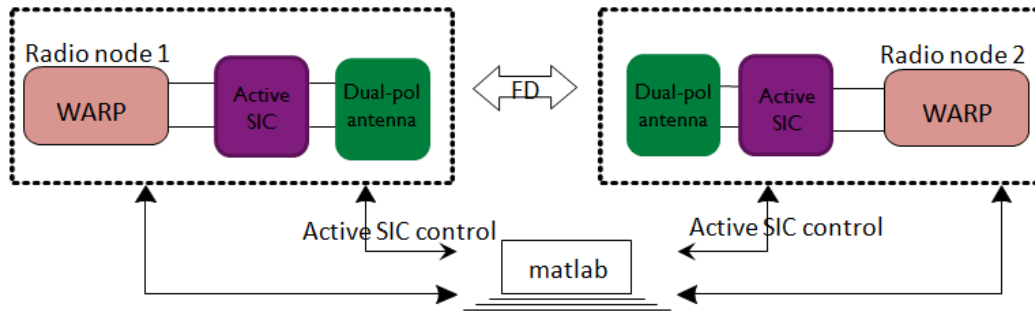 Radio node 1
WARP
Active
SIC
Dual-pol
antenna
FD
Radio node 2
Dual-pol
antenna
Active
SIC
WARP
Active SIC control
Active SIC control
matlab